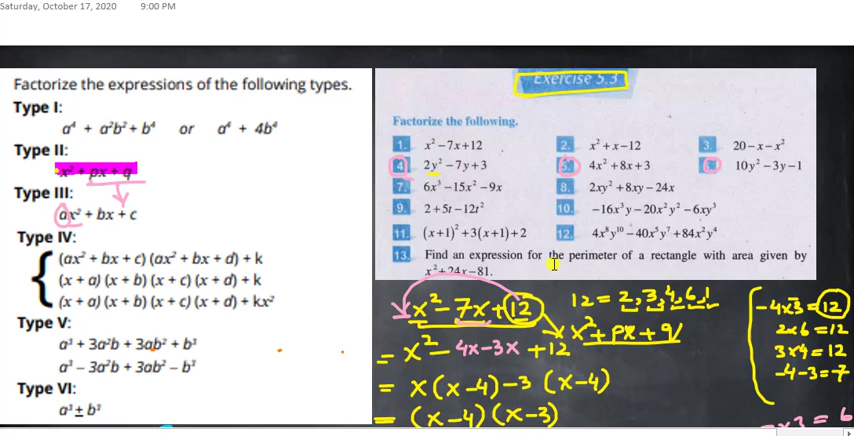 Saturday, October 17, 2020 9:00 PM
Factorize the expressions of the following types.
Type I:
a⁴ + a²b² + b⁴ or a⁴ + 4b⁴
Type II:
x² + px + q
Type III:
ax² + bx + c
Type IV:
(ax² + bx + c) (ax² + bx + d) + k
(x + a) (x + b) (x + c) (x + d) + k
(x + a) (x + b) (x + c) (x + d) + kx²
Type V:
a³ + 3a²b + 3ab² + b³
a³ − 3a²b + 3ab² − b³
Type VI:
a³ ± b³
Exercise 5.3
Factorize the following.
1. x² − 7x + 12 2. x² + x − 12 3. 20 − x − x²
4. 2y² − 7y + 3 5. 4x² + 8x + 3 6. 10y² − 3y − 1
7. 6x³ − 15x² − 9x 8. 2xy² + 8xy − 24x
9. 2 + 5t − 12t² 10. −16x³y − 20x²y² − 6xy³
11. (x+1)² + 3(x+1) + 2 12. 4x⁸y¹⁰ − 40x⁵y⁷ + 84x²y⁴
13. Find an expression for the perimeter of a rectangle with area given by
x² + 24x − 81.
x² − 7x + 12 12 = 2, 3, 4, 6, 1
x² + px + q
= x² − 4x − 3x + 12
= x(x − 4) − 3 (x − 4)
= (x − 4) (x − 3)
−4 x −3 = 12
2 x 6 = 12
3 x 4 = 12
−4 − 3 = 7
x 3 = 6